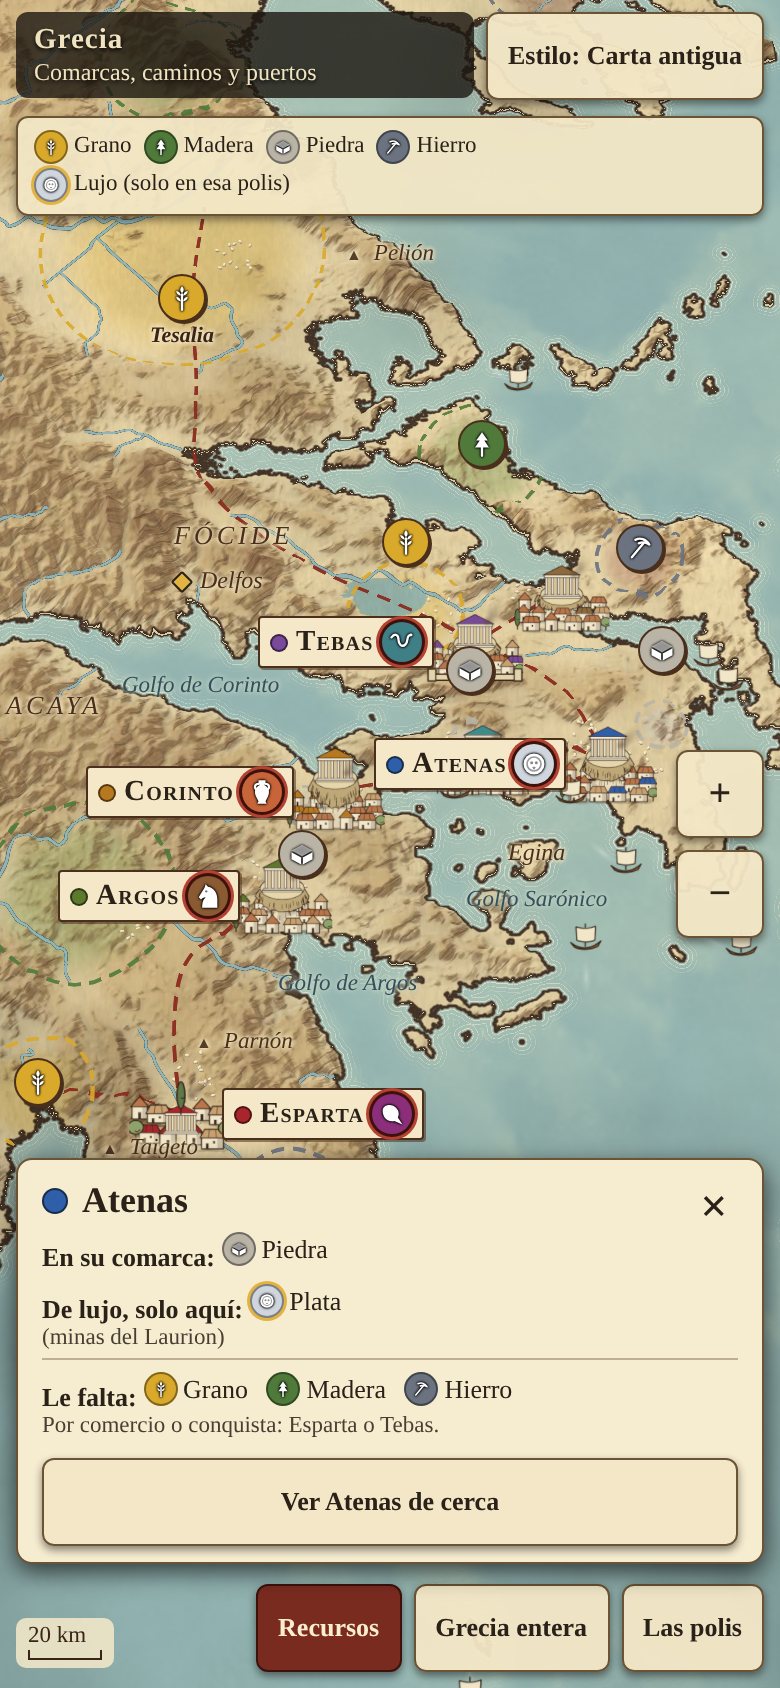 Grecia
Comarcas, caminos y puertos
Estilo: Carta antigua
Grano Madera Piedra Hierro
Lujo (solo en esa polis)
Pelión
Tesalia
FÓCIDE
Delfos
TEBAS
Golfo de Corinto
ACAYA
ATENAS
CORINTO
+
Egina
ARGOS
Golfo Sarónico
−
Golfo de Argos
Parnón
ESPARTA
Taigeto
Atenas
✕
En su comarca: Piedra
De lujo, solo aquí: Plata
(minas del Laurion)
Le falta: Grano Madera Hierro
Por comercio o conquista: Esparta o Tebas.
Ver Atenas de cerca
20 km
Recursos
Grecia entera
Las polis